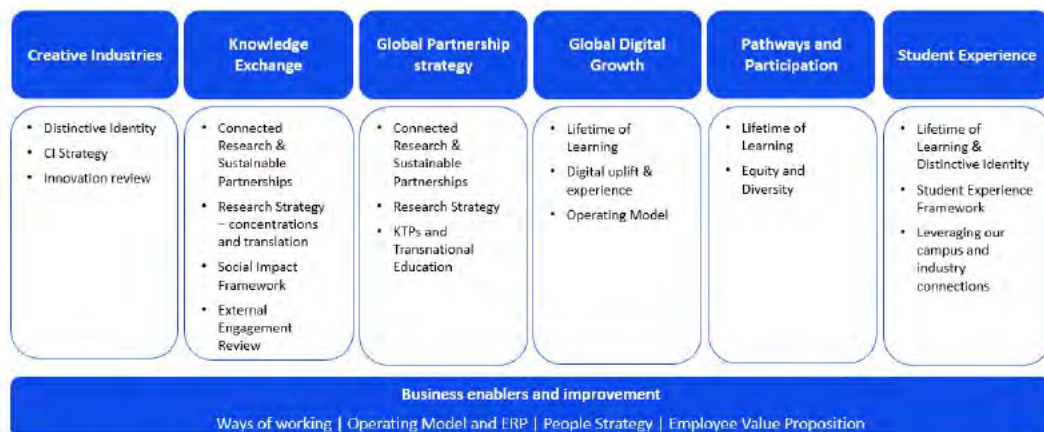 Creative Industries
Knowledge
Exchange
Global Partnership
strategy
Global Digital
Growth
Pathways and
Participation
Student Experience
• Distinctive Identity
• CI Strategy
• Innovation review
• Connected
Research &
Sustainable
Partnerships
• Research Strategy
– concentrations
and translation
• Social Impact
Framework
• External
Engagement
Review
• Connected
Research &
Sustainable
Partnerships
• Research Strategy
• KTPs and
Transnational
Education
• Lifetime of
Learning
• Digital uplift &
experience
• Operating Model
• Lifetime of
Learning
• Equity and
Diversity
• Lifetime of
Learning &
Distinctive Identity
• Student Experience
Framework
• Leveraging our
campus and
industry
connections
Business enablers and improvement
Ways of working | Operating Model and ERP | People Strategy | Employee Value Proposition